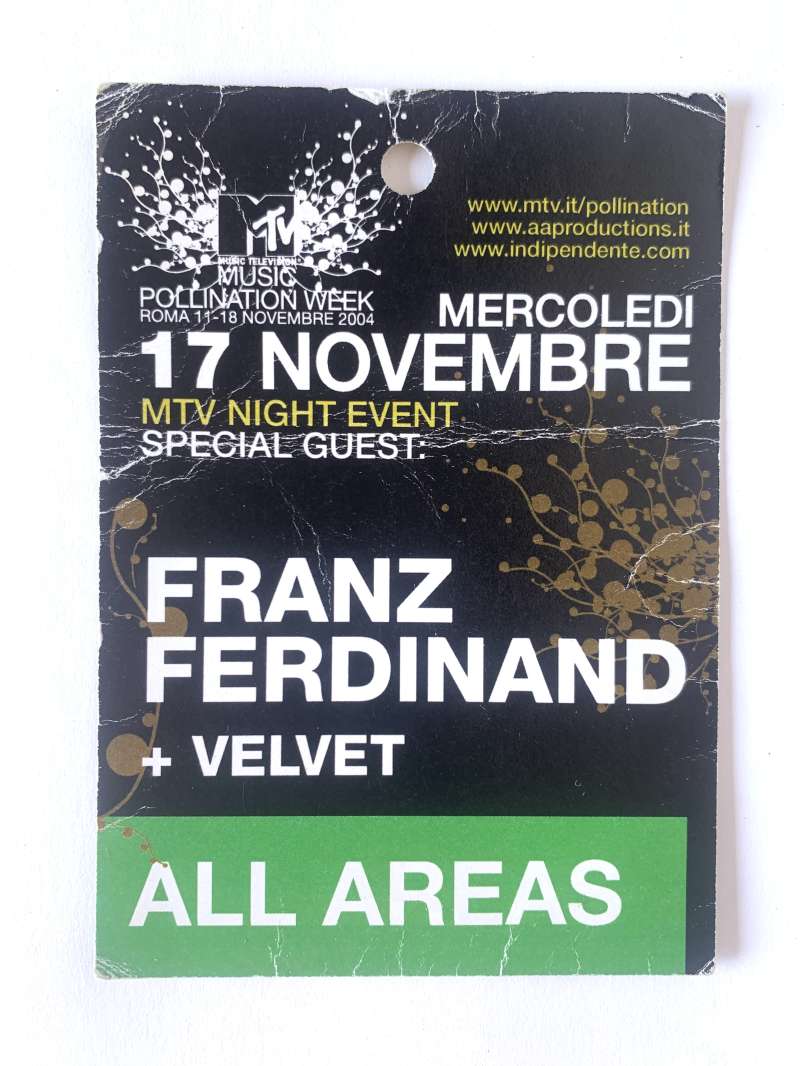 MTV
MUSIC TELEVISION
MUSIC
POLLINATION WEEK
ROMA 11-18 NOVEMBRE 2004
www.mtv.it/pollination
www.aaproductions.it
www.indipendente.com
MERCOLEDI
17 NOVEMBRE
MTV NIGHT EVENT
SPECIAL GUEST:
FRANZ
FERDINAND
+ VELVET
ALL AREAS